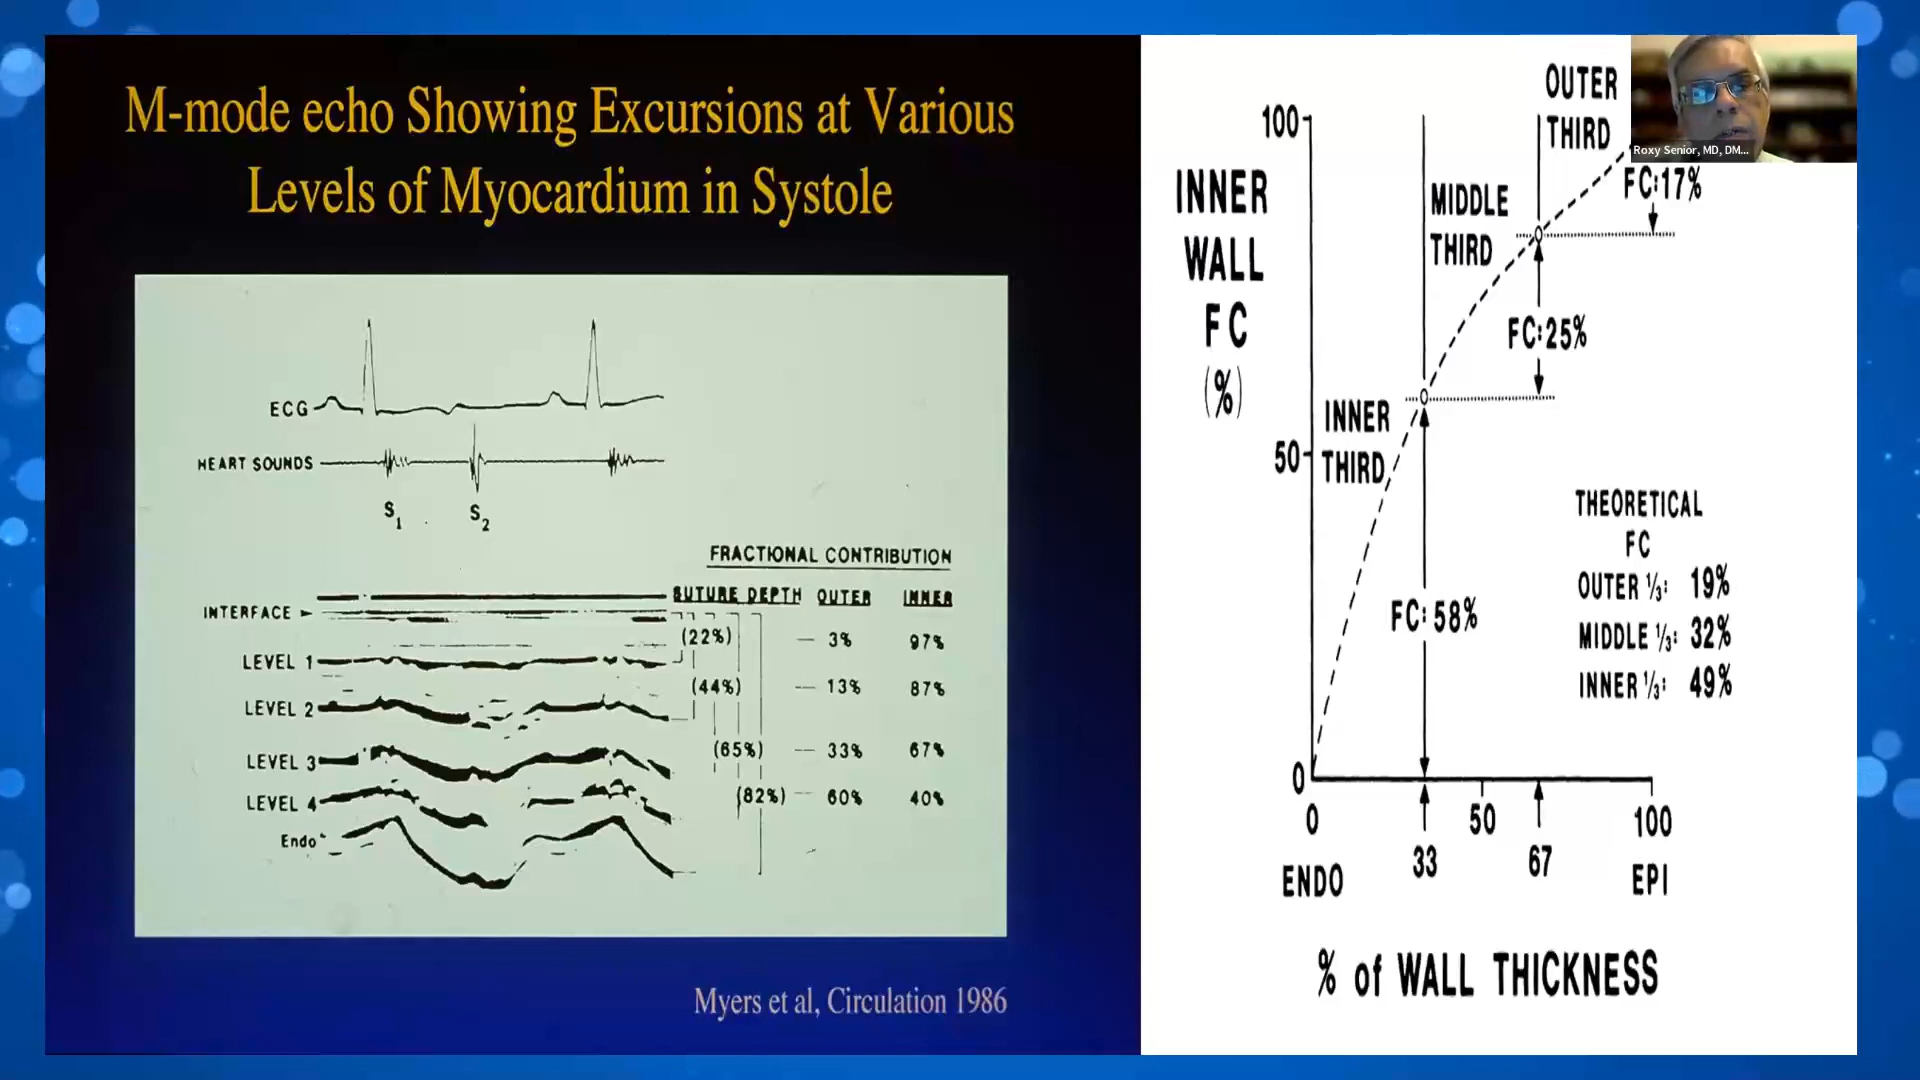 M-mode echo Showing Excursions at Various
Levels of Myocardium in Systole
ECG
HEART SOUNDS
S1
S2
FRACTIONAL CONTRIBUTION
SUTURE DEPTH OUTER INNER
INTERFACE
(22%) — 3% 97%
LEVEL 1
(44%) — 13% 87%
LEVEL 2
(65%) — 33% 67%
LEVEL 3
(82%) — 60% 40%
LEVEL 4
Endo
Myers et al, Circulation 1986
INNER
WALL
FC
(%)
100
50
0
OUTER
THIRD
FC:17%
MIDDLE
THIRD
FC:25%
INNER
THIRD
FC:58%
THEORETICAL
FC
OUTER 1/3: 19%
MIDDLE 1/3: 32%
INNER 1/3: 49%
0 50 100
33 67
ENDO EPI
% of WALL THICKNESS
Roxy Senior, MD, DM...